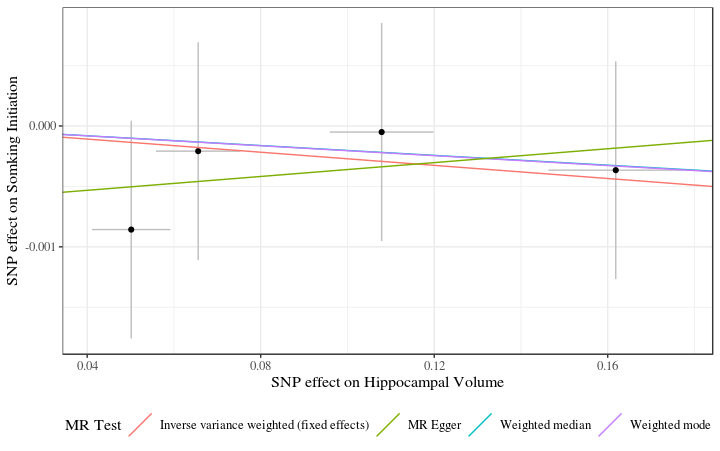 SNP effect on Somking Initiation
0.000
-0.001
0.04 0.08 0.12 0.16
SNP effect on Hippocampal Volume
MR Test Inverse variance weighted (fixed effects) MR Egger Weighted median Weighted mode